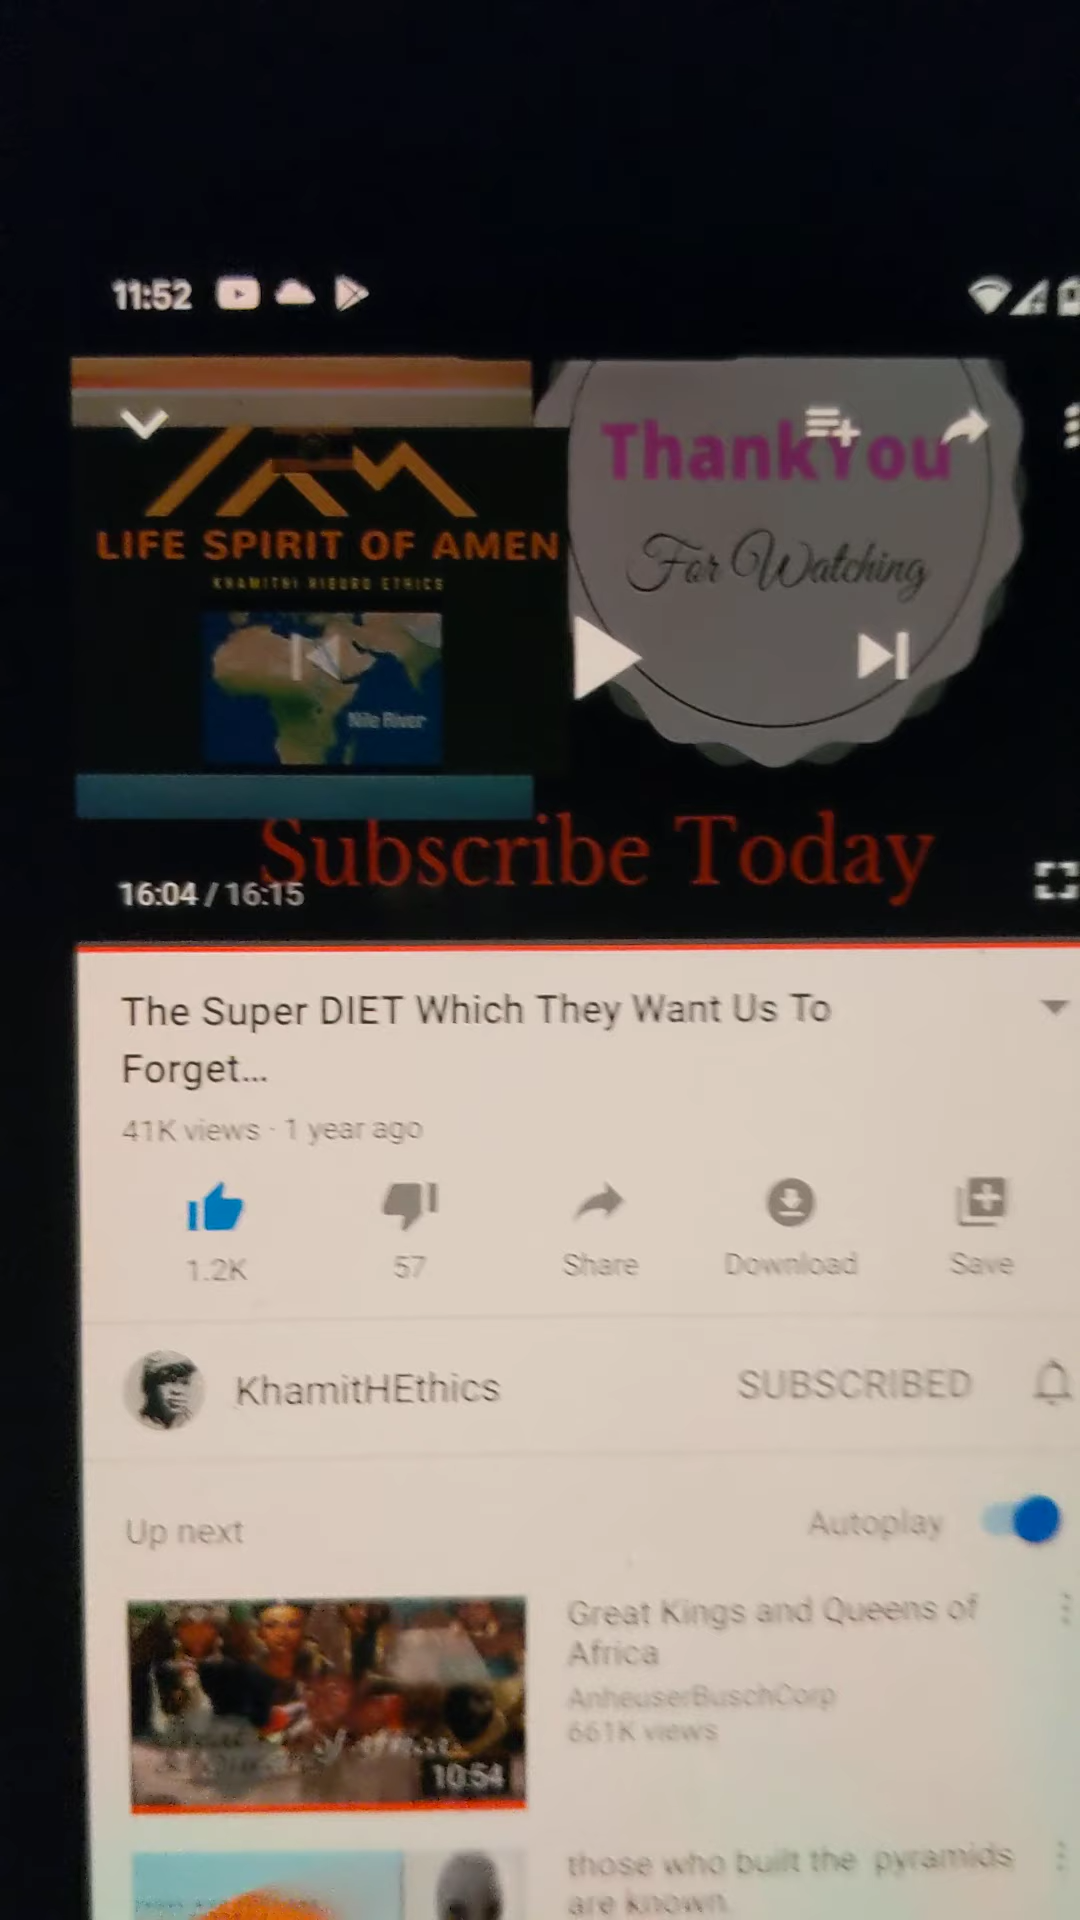 11:52
ThankYou
LIFE SPIRIT OF AMEN
For Watching
Nile River
Subscribe Today
16:04 / 16:15
The Super DIET Which They Want Us To
Forget...
41K views · 1 year ago
1.2K
57
Share
Download
Save
KhamitHEthics
SUBSCRIBED
Up next
Autoplay
Great Kings and Queens of
Africa
AnheuserBuschCorp
661K views
10:54
those who built the pyramids
are known.